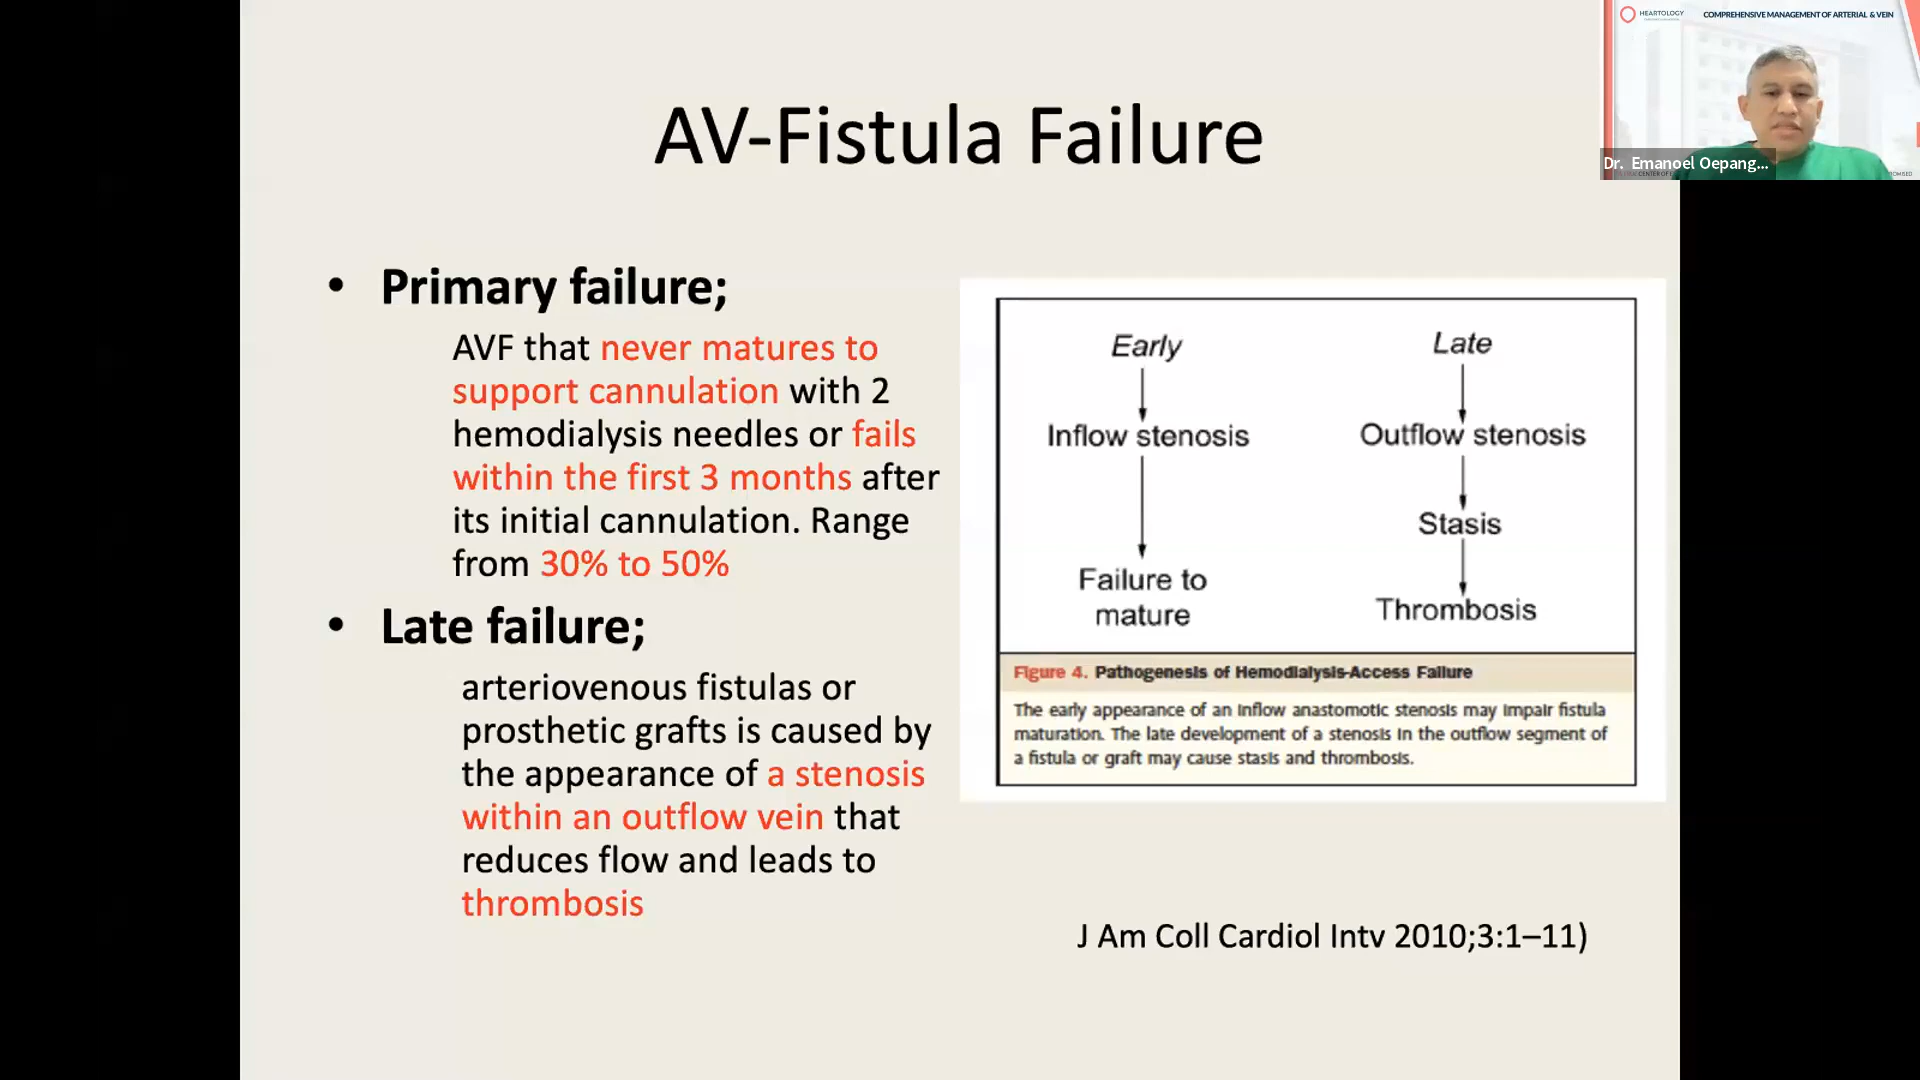 HEARTOLOGY
COMPREHENSIVE MANAGEMENT OF ARTERIAL & VEIN
Dr. Emanoel Oepang...
AV-Fistula Failure
• Primary failure;
AVF that never matures to
support cannulation with 2
hemodialysis needles or fails
within the first 3 months after
its initial cannulation. Range
from 30% to 50%
• Late failure;
arteriovenous fistulas or
prosthetic grafts is caused by
the appearance of a stenosis
within an outflow vein that
reduces flow and leads to
thrombosis
Early
Inflow stenosis
Failure to
mature
Late
Outflow stenosis
Stasis
Thrombosis
Figure 4. Pathogenesis of Hemodialysis-Access Failure
The early appearance of an inflow anastomotic stenosis may impair fistula
maturation. The late development of a stenosis in the outflow segment of
a fistula or graft may cause stasis and thrombosis.
J Am Coll Cardiol Intv 2010;3:1–11)